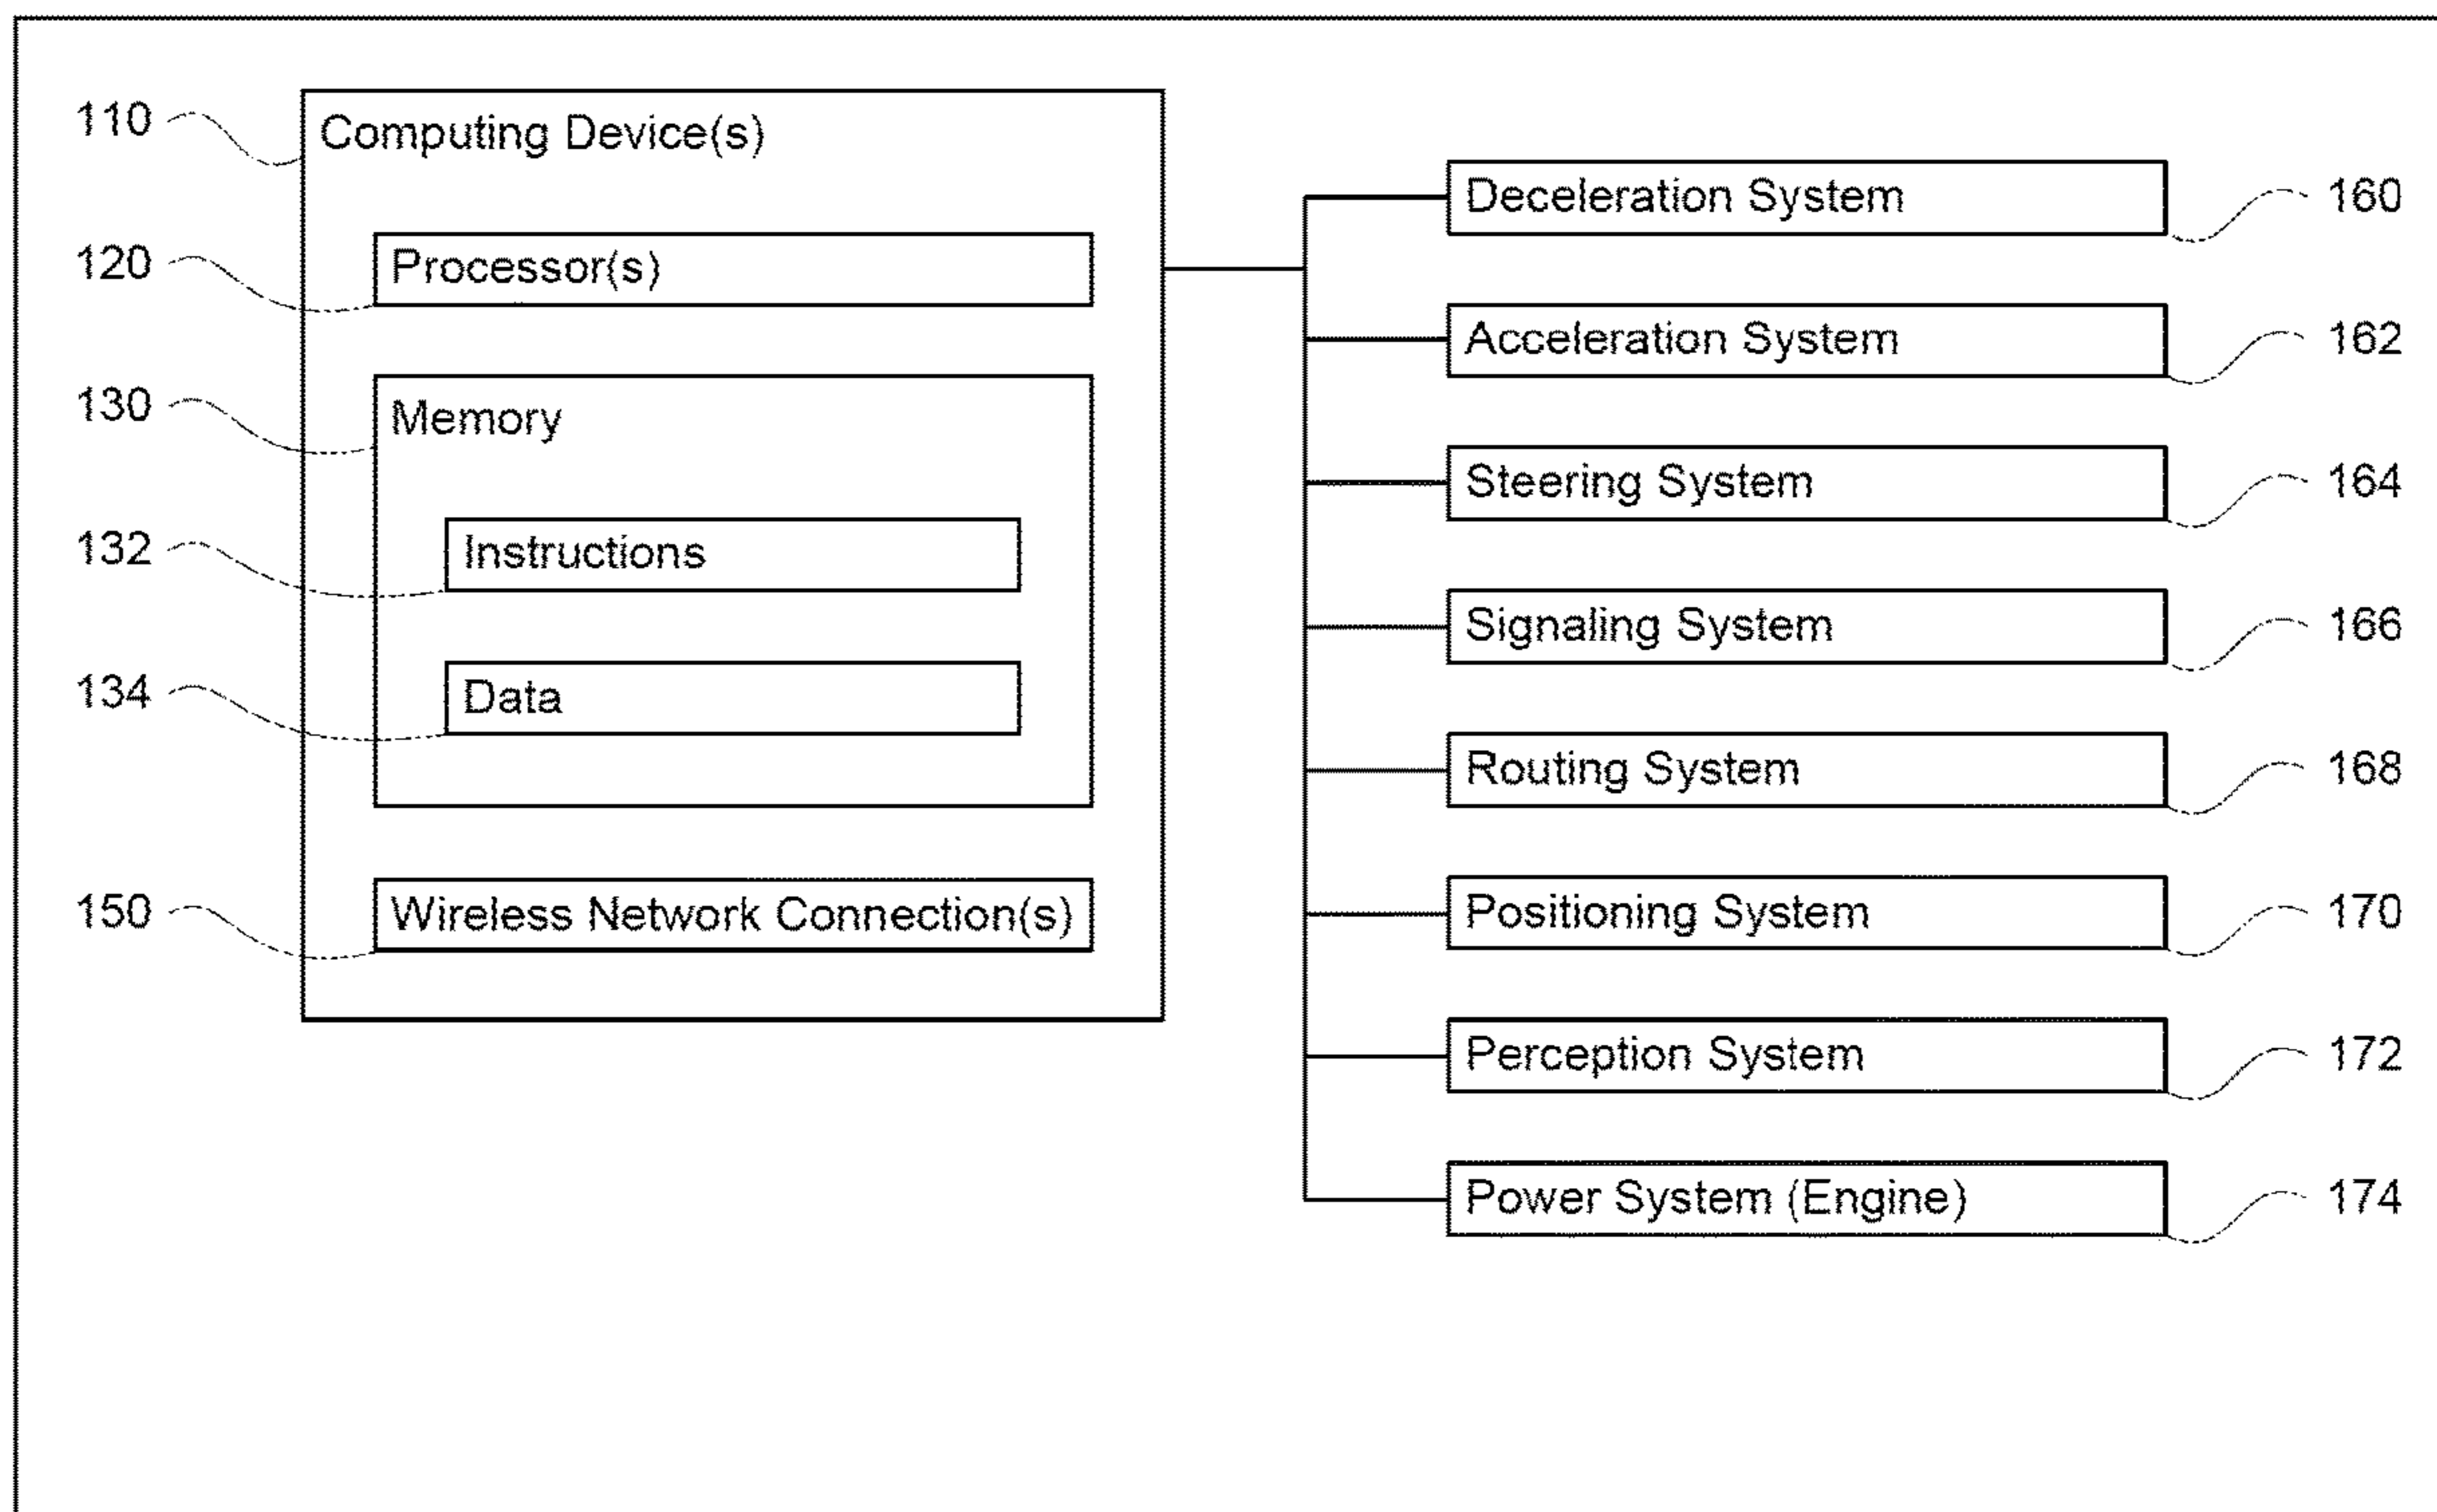 110
Computing Device(s)
120
Processor(s)
130
Memory
132
Instructions
134
Data
150
Wireless Network Connection(s)
Deceleration System
160
Acceleration System
162
Steering System
164
Signaling System
166
Routing System
168
Positioning System
170
Perception System
172
Power System (Engine)
174